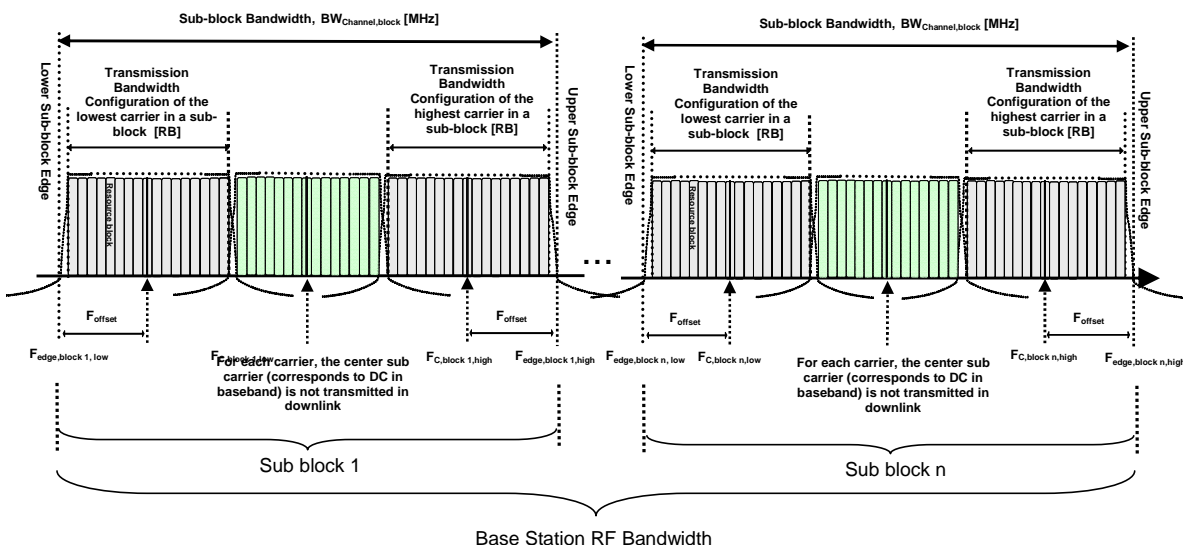 Sub-block Bandwidth, BWChannel,block [MHz]
Lower Sub-block Edge
Transmission
Bandwidth
Configuration of the
lowest carrier in a sub-
block [RB]
Transmission
Bandwidth
Configuration of the
highest carrier in a
sub-block [RB]
Upper Sub-block Edge
Resource block
Foffset
Foffset
Fedge,block 1, low
FC,block 1,low
FC,block 1,high
Fedge,block 1,high
For each carrier, the center sub
carrier (corresponds to DC in
baseband) is not transmitted in
downlink
Sub block 1
...
Sub-block Bandwidth, BWChannel,block [MHz]
Lower Sub-block Edge
Transmission
Bandwidth
Configuration of the
lowest carrier in a
sub-block [RB]
Transmission
Bandwidth
Configuration of the
highest carrier in a
sub-block [RB]
Upper Sub-block Edge
Resource block
Foffset
Foffset
Fedge,block n, low
FC,block n,low
FC,block n,high
Fedge,block n,high
For each carrier, the center sub
carrier (corresponds to DC in
baseband) is not transmitted in
downlink
Sub block n
Base Station RF Bandwidth